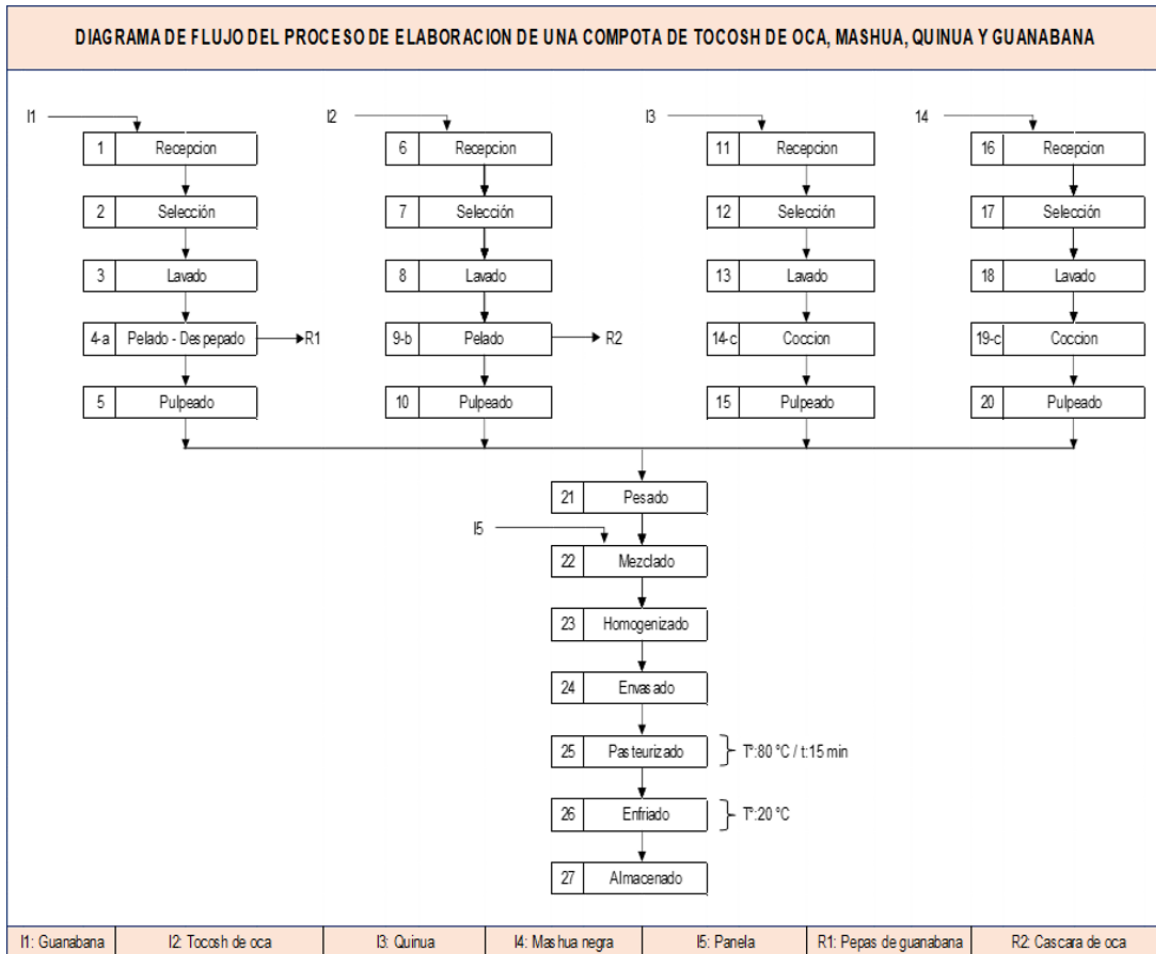 DIAGRAMA DE FLUJO DEL PROCESO DE ELABORACION DE UNA COMPOTA DE TOCOSH DE OCA, MASHUA, QUINUA Y GUANABANA
I1 I2 I3 14
1 Recepcion 6 Recepcion 11 Recepcion 16 Recepcion
2 Selección 7 Selección 12 Selección 17 Selección
3 Lavado 8 Lavado 13 Lavado 18 Lavado
4-a Pelado - Despepado R1 9-b Pelado R2 14-c Coccion 19-c Coccion
5 Pulpeado 10 Pulpeado 15 Pulpeado 20 Pulpeado
21 Pesado
I5
22 Mezclado
23 Homogenizado
24 Envasado
25 Pasteurizado T°:80 °C / t:15 min
26 Enfriado T°:20 °C
27 Almacenado
I1: Guanabana I2: Tocosh de oca I3: Quinua I4: Mashua negra I5: Panela R1: Pepas de guanabana R2: Cascara de oca